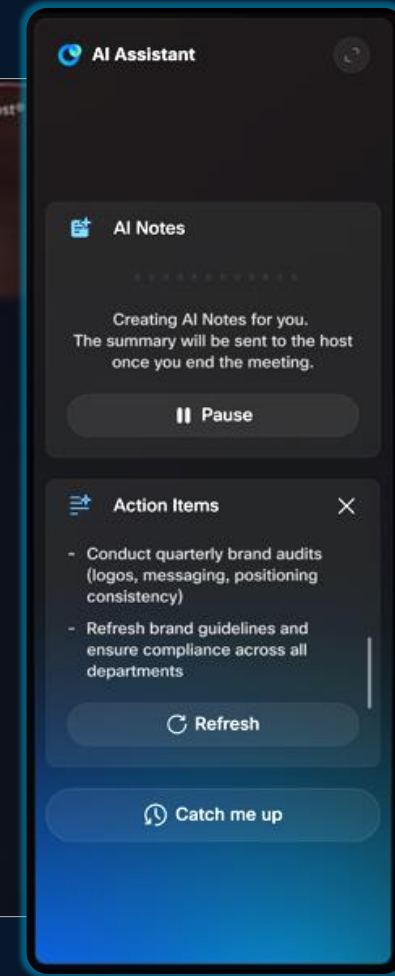 AI Assistant
AI Notes
Creating AI Notes for you.
The summary will be sent to the host
once you end the meeting.
Pause
Action Items
- Conduct quarterly brand audits
(logos, messaging, positioning
consistency)
- Refresh brand guidelines and
ensure compliance across all
departments
Refresh
Catch me up